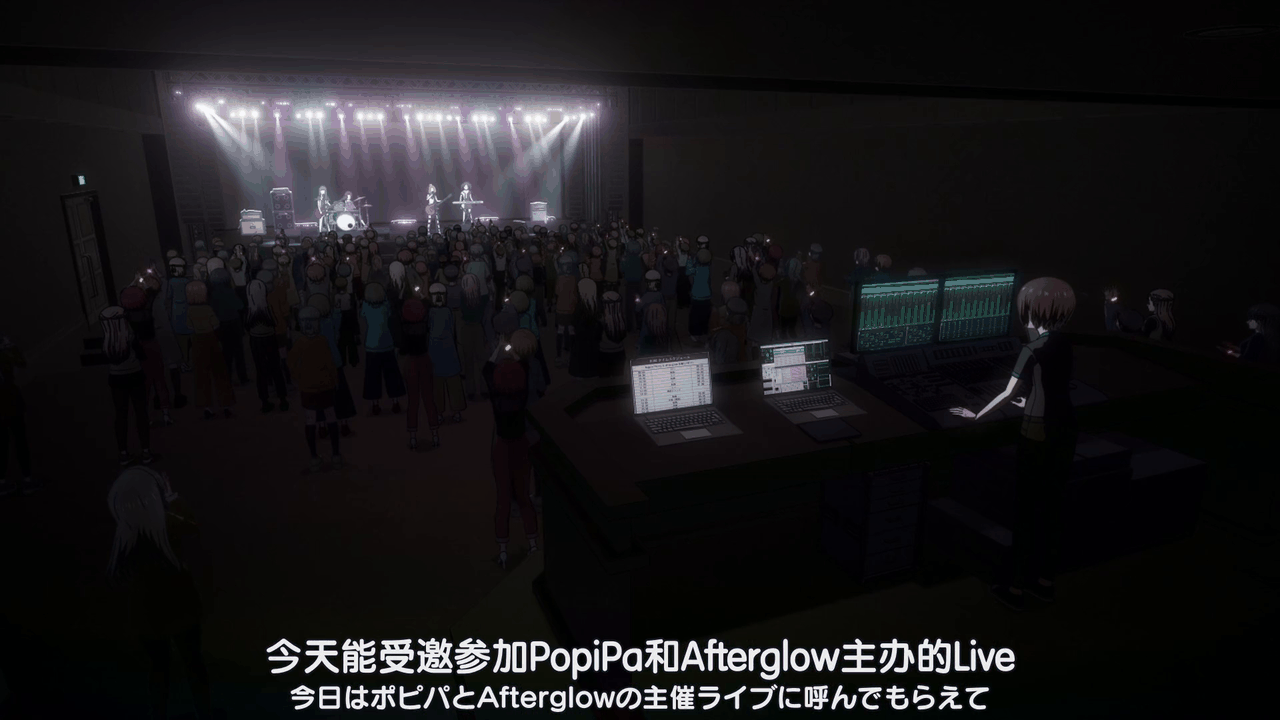 今天能受邀参加PopiPa和Afterglow主办的Live
今日はポピパとAfterglowの主催ライブに呼んでもらえて